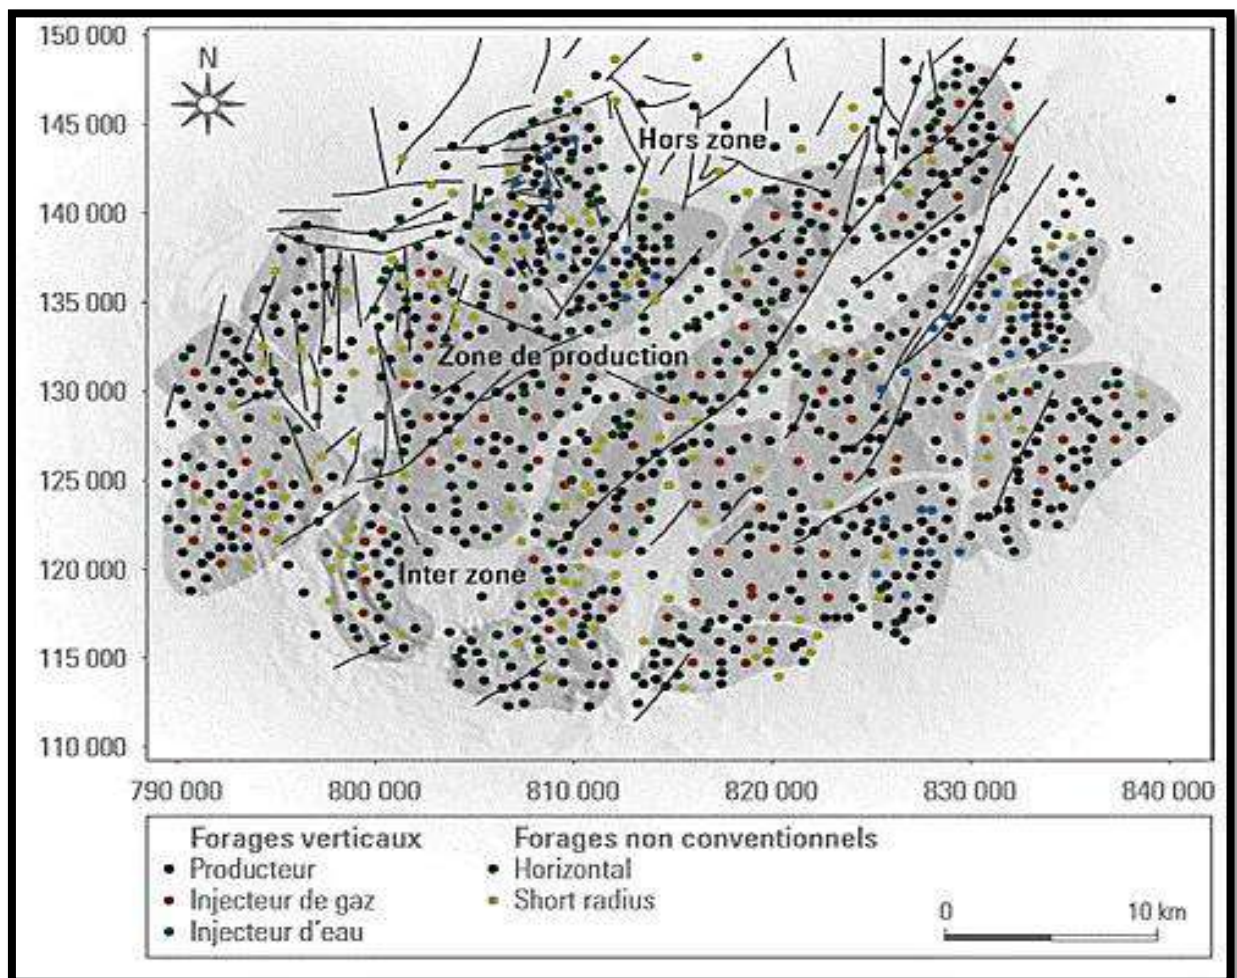 150 000
N
145 000
Hors zone
140 000
135 000
Zone de production
130 000
125 000
120 000
Inter zone
115 000
110 000
790 000 800 000 810 000 820 000 830 000 840 000
Forages verticaux Forages non conventionnels
Producteur Horizontal
Injecteur de gaz Short radius
Injecteur d'eau
0 10 km